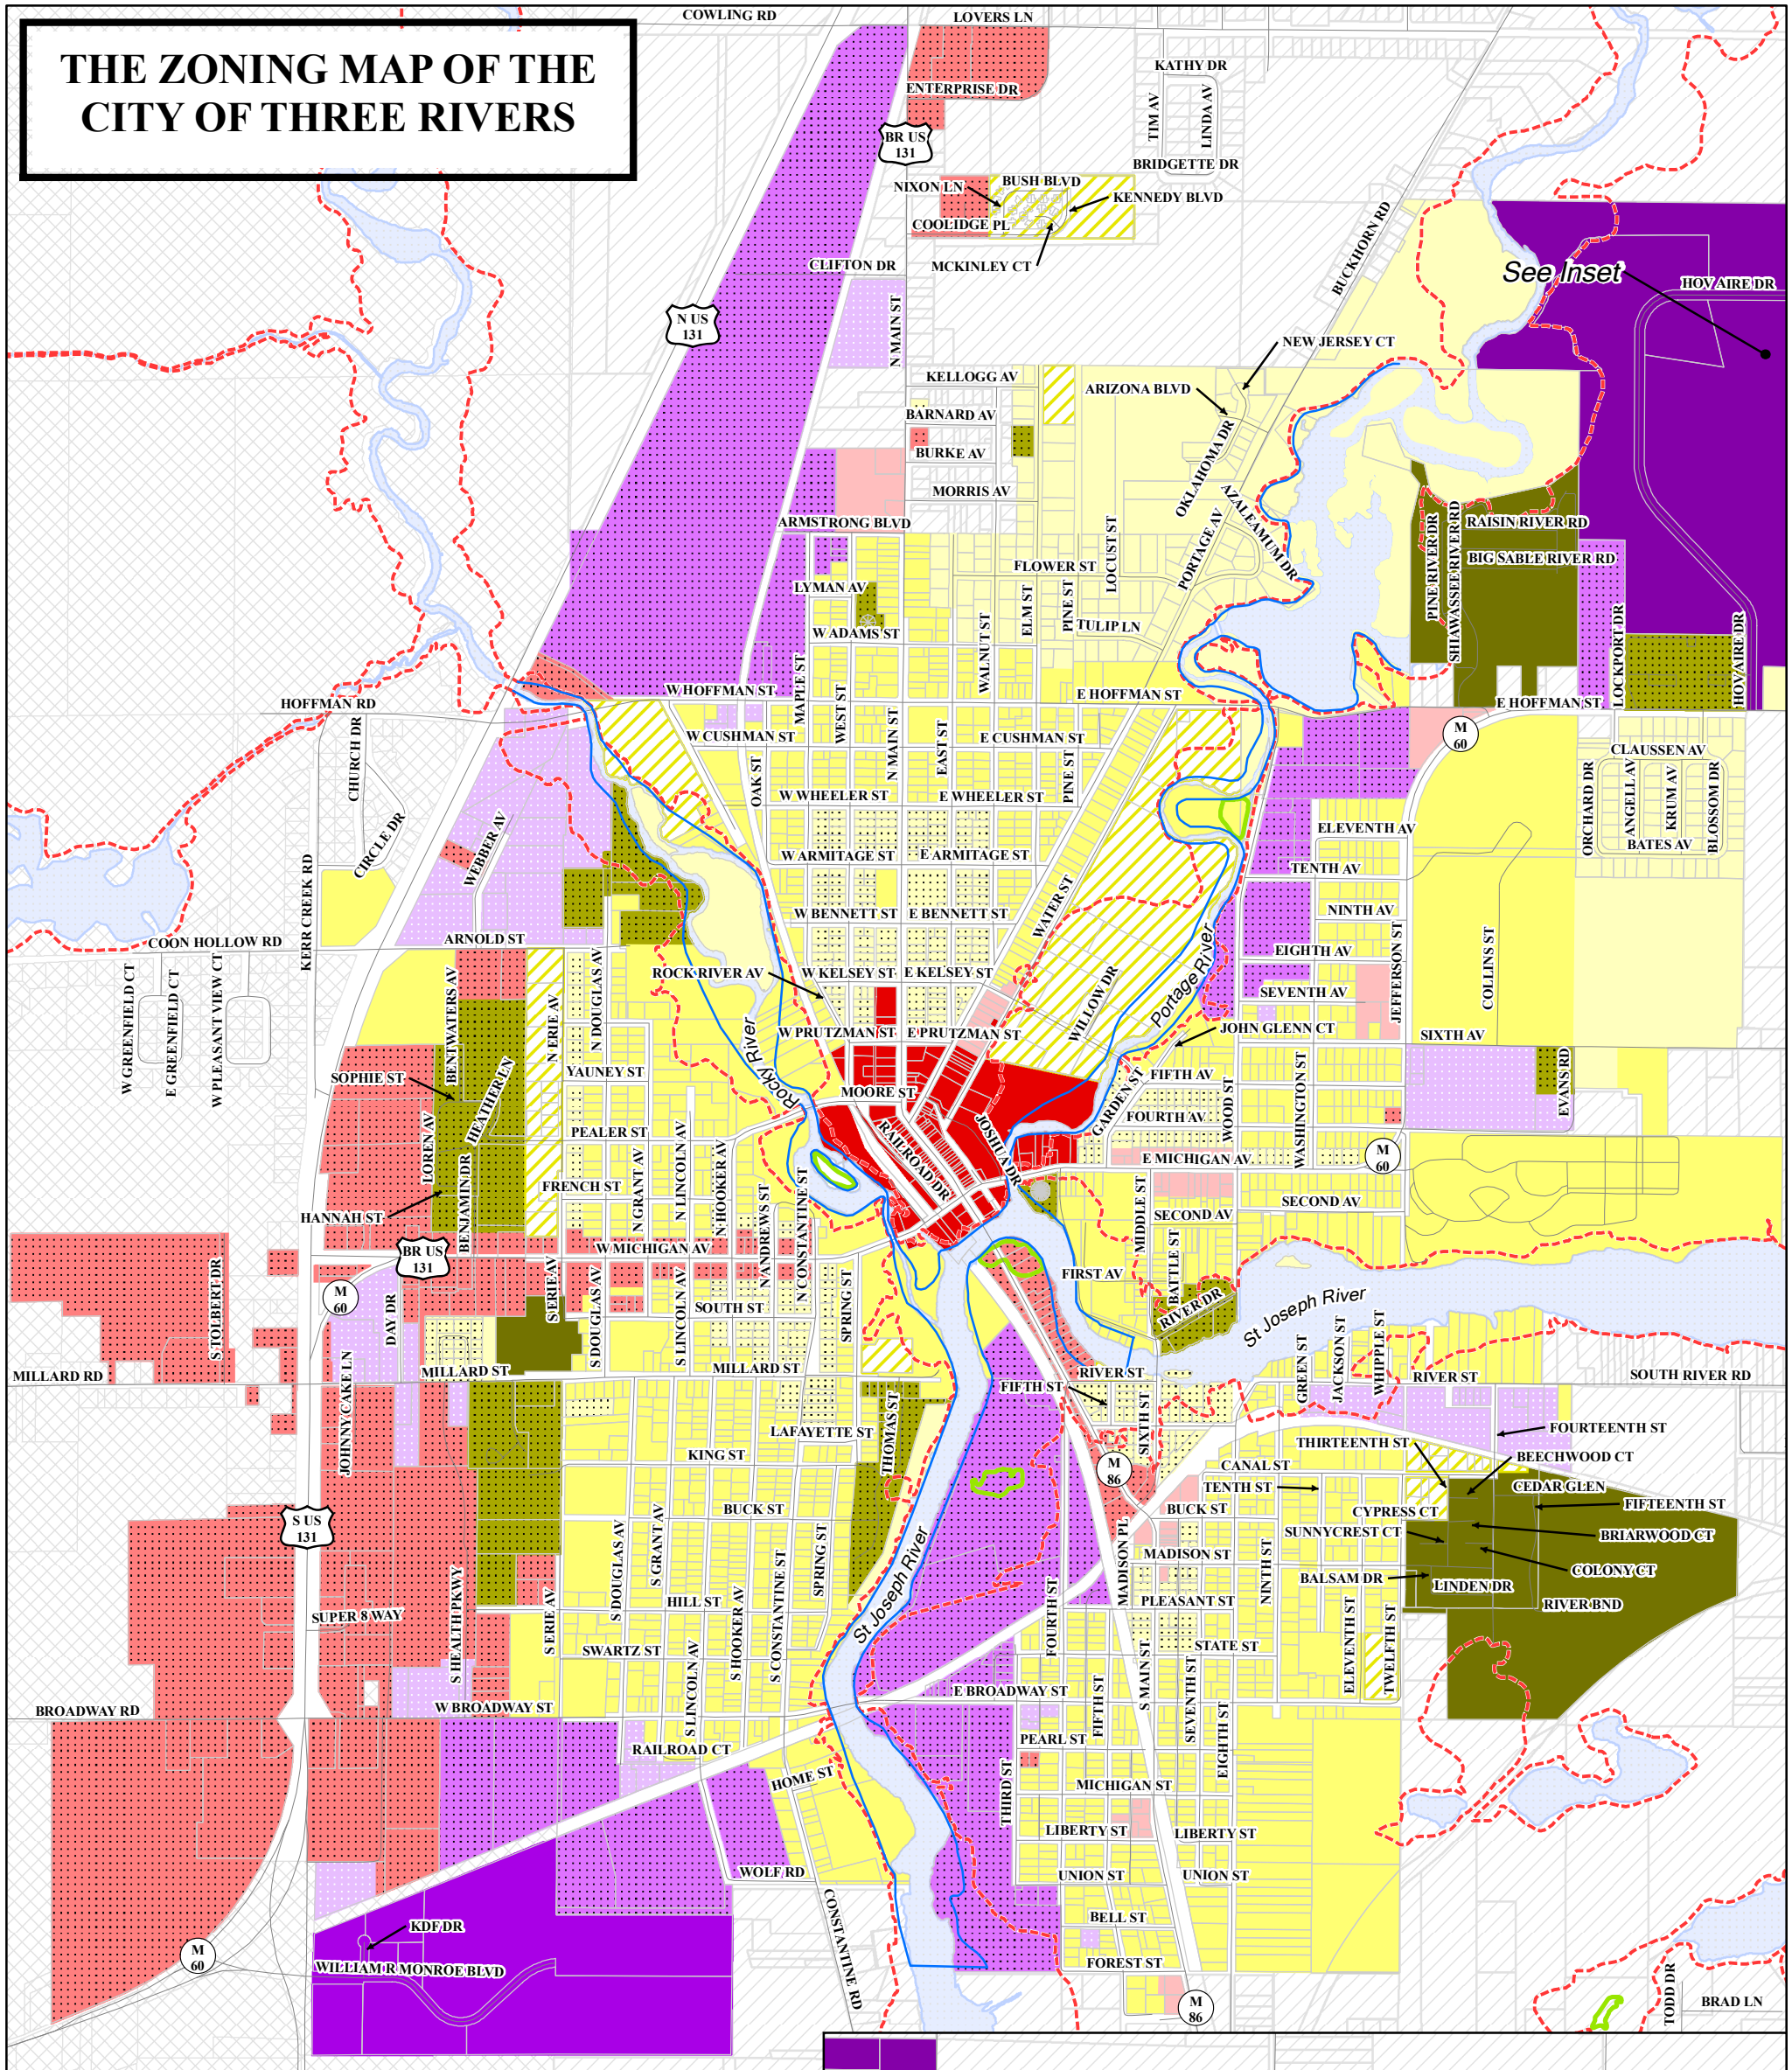 THE ZONING MAP OF THE
CITY OF THREE RIVERS
COWLING RD
LOVERS LN
KATHY DR
ENTERPRISE DR
TIM AV
LINDA AV
BR US
131
BRIDGETTE DR
NIXON LN
BUSH BLVD
KENNEDY BLVD
COOLIDGE PL
BUCKHORN RD
CLIFTON DR
MCKINLEY CT
See Inset
HOV AIRE DR
N US
131
N MAIN ST
NEW JERSEY CT
KELLOGG AV
ARIZONA BLVD
BARNARD AV
OKLAHOMA DR
BURKE AV
MORRIS AV
AZALEAMUM DR
ARMSTRONG BLVD
RAISIN RIVER RD
PINE RIVER DR
SHIAWASSEE RIVER RD
BIG SABLE RIVER RD
PORTAGE AV
LOCUST ST
FLOWER ST
LYMAN AV
ELM ST
PINE ST
TULIP LN
W ADAMS ST
WALNUT ST
LOCKPORT DR
HOV AIRE DR
MAPLE ST
W HOFFMAN ST
E HOFFMAN ST
E HOFFMAN ST
HOFFMAN RD
WEST ST
CHURCH DR
W CUSHMAN ST
N MAIN ST
EAST ST
E CUSHMAN ST
M
60
CLAUSSEN AV
OAK ST
PINE ST
ORCHARD DR
ANGELL AV
KRUM AV
BLOSSOM DR
W WHEELER ST
E WHEELER ST
CIRCLE DR
WEBBER AV
ELEVENTH AV
BATES AV
W ARMITAGE ST
E ARMITAGE ST
TENTH AV
KERR CREEK RD
WATER ST
W BENNETT ST
E BENNETT ST
NINTH AV
COON HOLLOW RD
ARNOLD ST
EIGHTH AV
JEFFERSON ST
COLLINS ST
W GREENFIELD CT
E GREENFIELD CT
W PLEASANT VIEW CT
ROCK RIVER AV
W KELSEY ST
E KELSEY ST
Portage River
BENTWATERS AV
N ERIE AV
N DOUGLAS AV
WILLOW DR
SEVENTH AV
W PRUTZMAN ST
E PRUTZMAN ST
JOHN GLENN CT
SIXTH AV
Rocky River
SOPHIE ST
HEATHER LN
YAUNEY ST
FIFTH AV
WASHINGTON ST
EVANS RD
MOORE ST
GARDEN ST
FOURTH AV
WOOD ST
LOREN AV
PEALER ST
RAILROAD DR
JOSHUA DR
E MICHIGAN AV
M
60
N GRANT AV
N LINCOLN AV
N HOOKER AV
FRENCH ST
SECOND AV
HANNAH ST
BENJAMIN DR
N ANDREWS ST
N CONSTANTINE ST
MIDDLE ST
SECOND AV
BR US
131
W MICHIGAN AV
BATTLE ST
S TOLBERT DR
M
60
DAY DR
S ERIE AV
S DOUGLAS AV
S LINCOLN AV
SOUTH ST
SPRING ST
FIRST AV
RIVER DR
St Joseph River
MILLARD RD
MILLARD ST
MILLARD ST
RIVER ST
GREEN ST
JACKSON ST
WHIPPLE ST
RIVER ST
SOUTH RIVER RD
JOHNNY CAKE LN
FIFTH ST
SIXTH ST
THOMAS ST
LAFAYETTE ST
FOURTEENTH ST
KING ST
THIRTEENTH ST
BEECHWOOD CT
M
86
CANAL ST
TENTH ST
CEDAR GLEN
S US
131
BUCK ST
BUCK ST
CYPRESS CT
FIFTEENTH ST
S GRANT AV
S DOUGLAS AV
SPRING ST
MADISON PL
SUNNYCREST CT
BRIARWOOD CT
MADISON ST
St Joseph River
S HEALTH PKWY
S ERIE AV
S HOOKER AV
S CONSTANTINE ST
NINTH ST
BALSAM DR
COLONY CT
LINDEN DR
HILL ST
PLEASANT ST
RIVER BND
SUPER 8 WAY
FOURTH ST
ELEVENTH ST
TWELFTH ST
SWARTZ ST
STATE ST
S LINCOLN AV
S MAIN ST
SEVENTH ST
E BROADWAY ST
FIFTH ST
BROADWAY RD
W BROADWAY ST
EIGHTH ST
PEARL ST
RAILROAD CT
HOME ST
MICHIGAN ST
THIRD ST
LIBERTY ST
LIBERTY ST
WOLF RD
UNION ST
UNION ST
CONSTANTINE RD
KDF DR
BELL ST
M
60
WILLIAM R MONROE BLVD
FOREST ST
M
86
TODD DR
BRAD LN